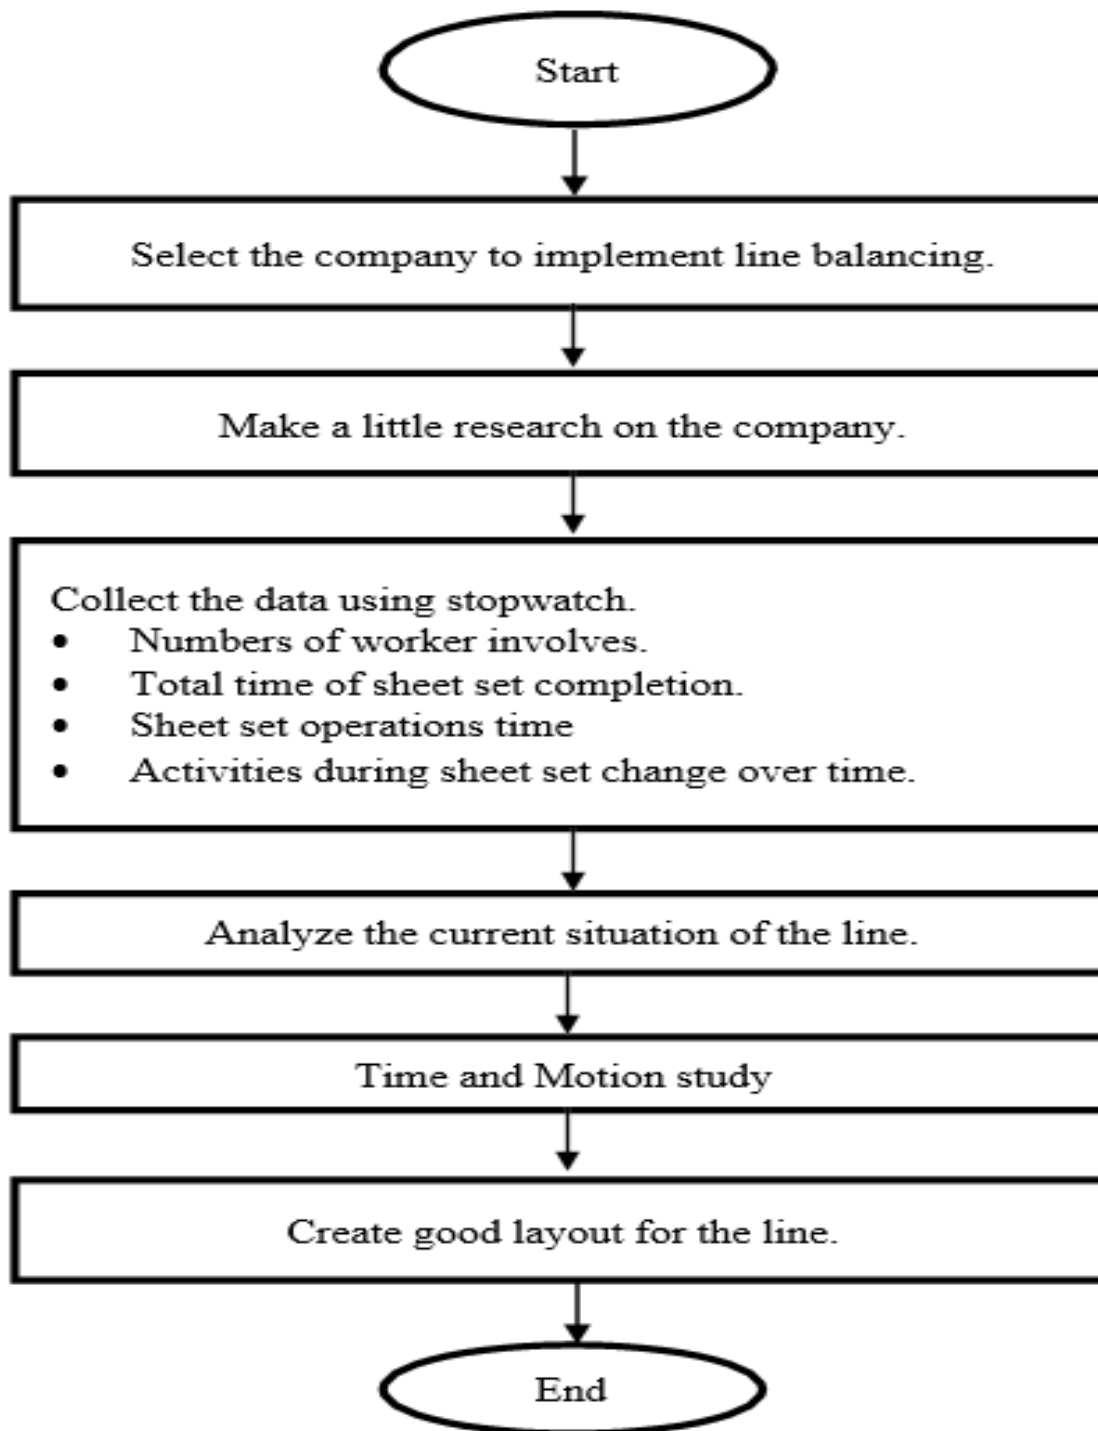 Start
Select the company to implement line balancing.
Make a little research on the company.
Collect the data using stopwatch.
• Numbers of worker involves.
• Total time of sheet set completion.
• Sheet set operations time
• Activities during sheet set change over time.
Analyze the current situation of the line.
Time and Motion study
Create good layout for the line.
End